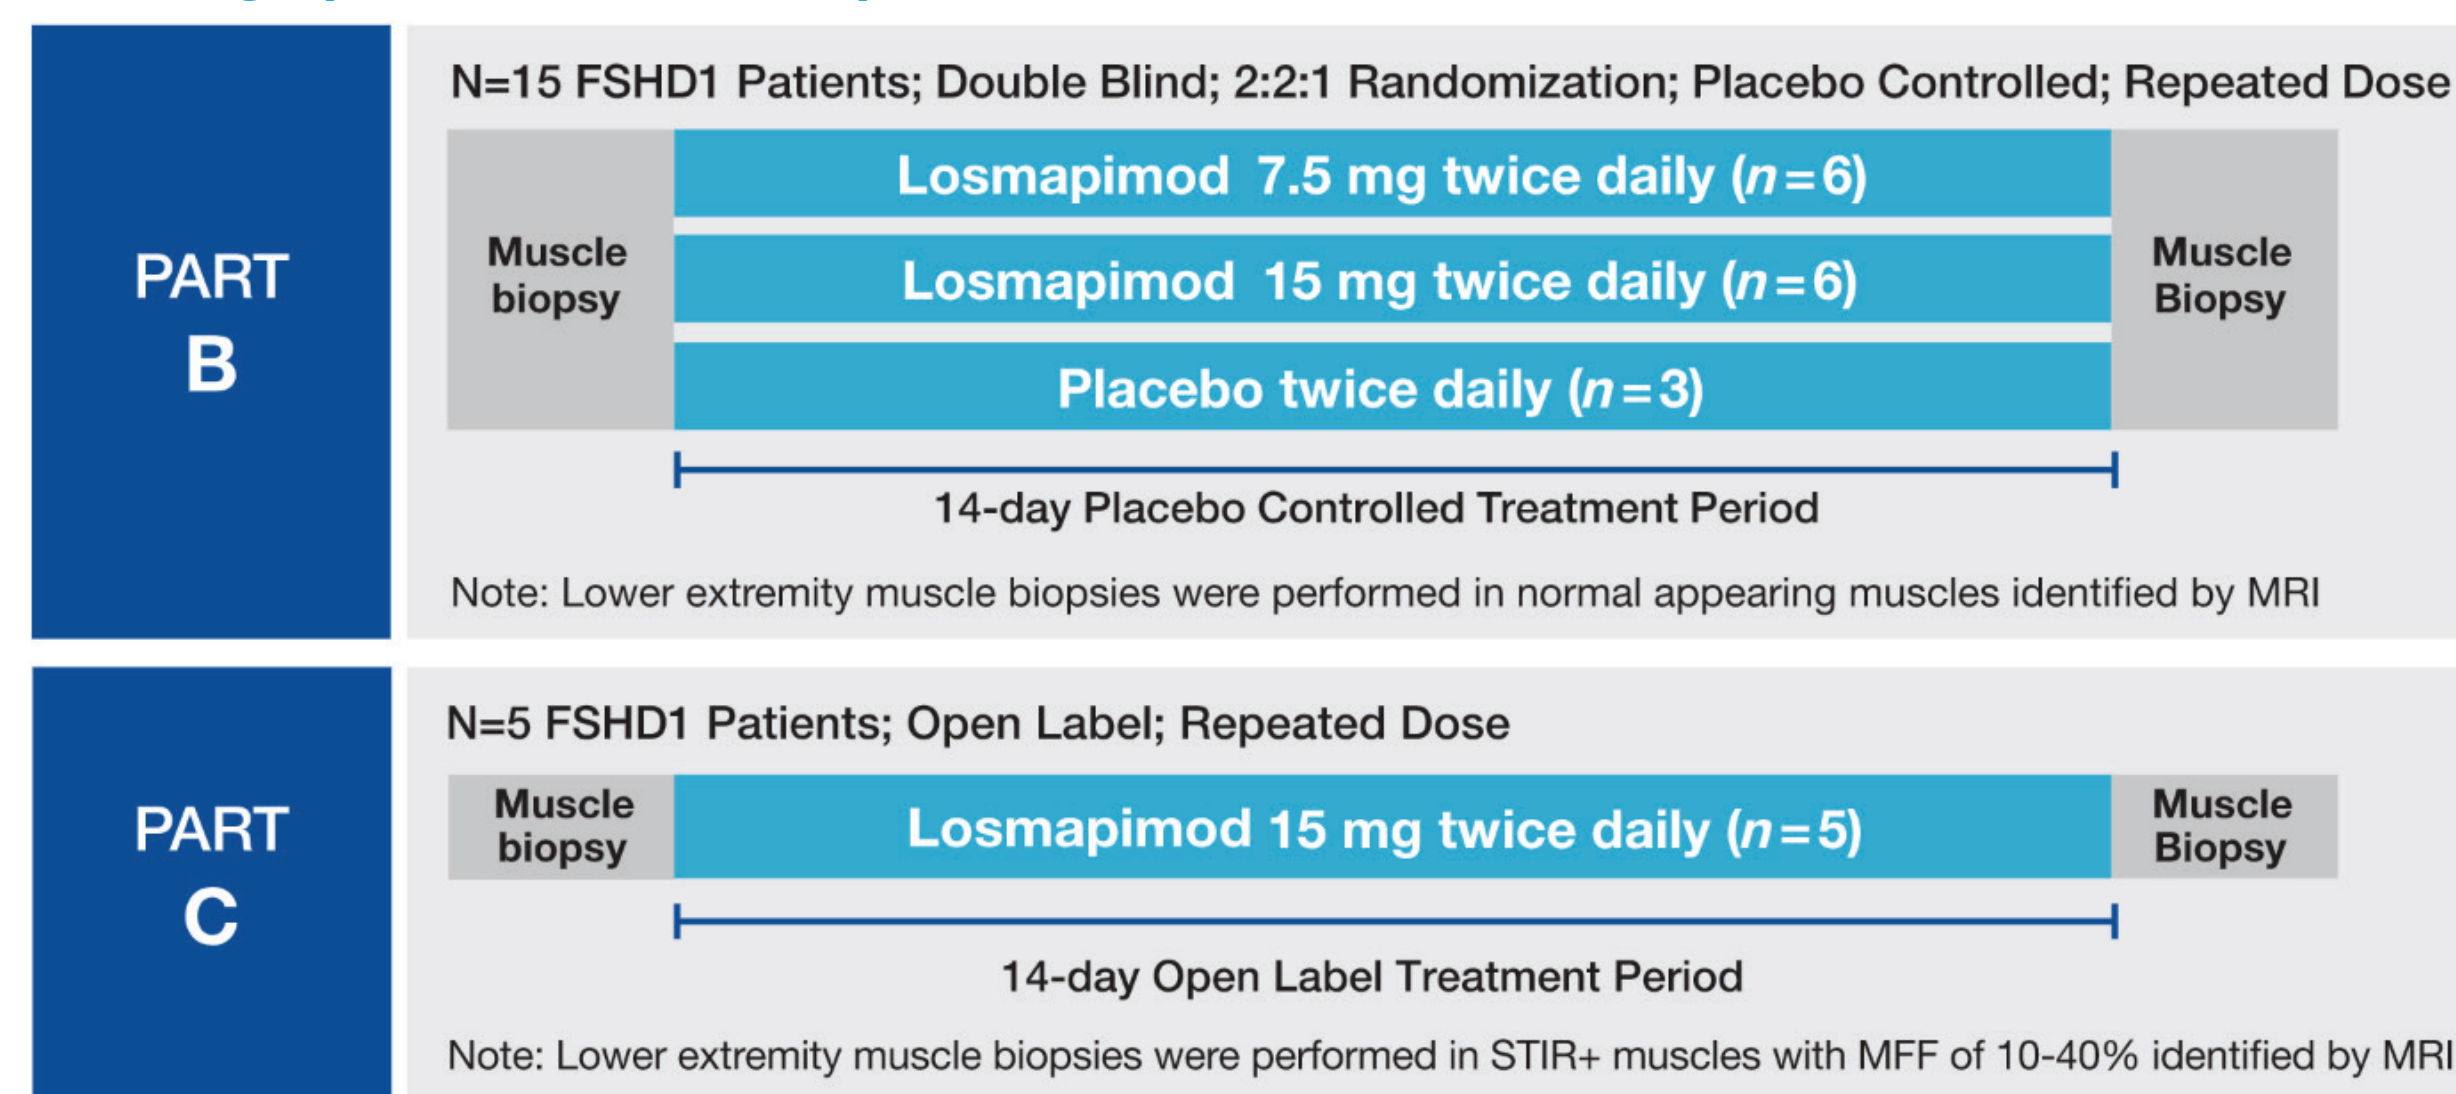 PART
B
N=15 FSHD1 Patients; Double Blind; 2:2:1 Randomization; Placebo Controlled; Repeated Dose
Muscle
biopsy
Losmapimod 7.5 mg twice daily (n=6)
Losmapimod 15 mg twice daily (n=6)
Placebo twice daily (n=3)
Muscle
Biopsy
14-day Placebo Controlled Treatment Period
Note: Lower extremity muscle biopsies were performed in normal appearing muscles identified by MRI
PART
C
N=5 FSHD1 Patients; Open Label; Repeated Dose
Muscle
biopsy
Losmapimod 15 mg twice daily (n=5)
Muscle
Biopsy
14-day Open Label Treatment Period
Note: Lower extremity muscle biopsies were performed in STIR+ muscles with MFF of 10-40% identified by MRI